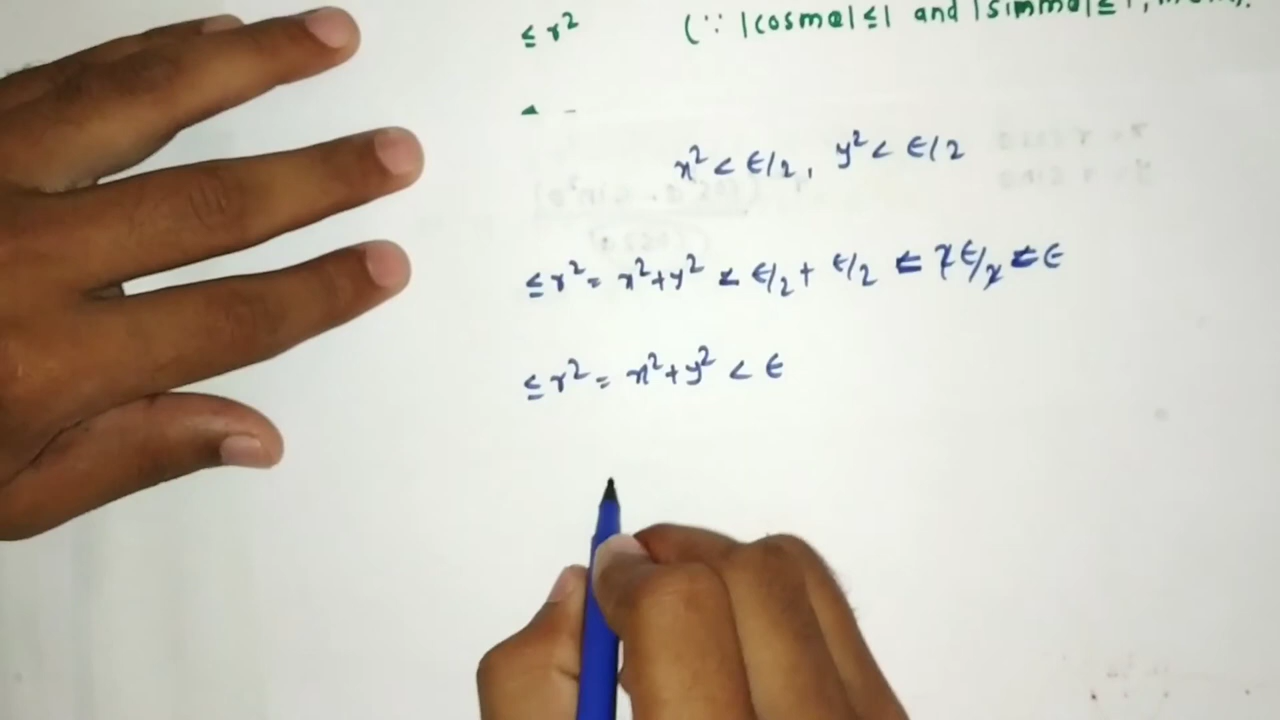 ≤ r² (∵ |cosmθ| ≤ 1 and |sinmθ| ≤ 1
x² < ϵ/2, y² < ϵ/2
≤ r² = x²+y² < ϵ/2 + ϵ/2 = 2ϵ/2 = ϵ
≤ r² = x²+y² < ϵ